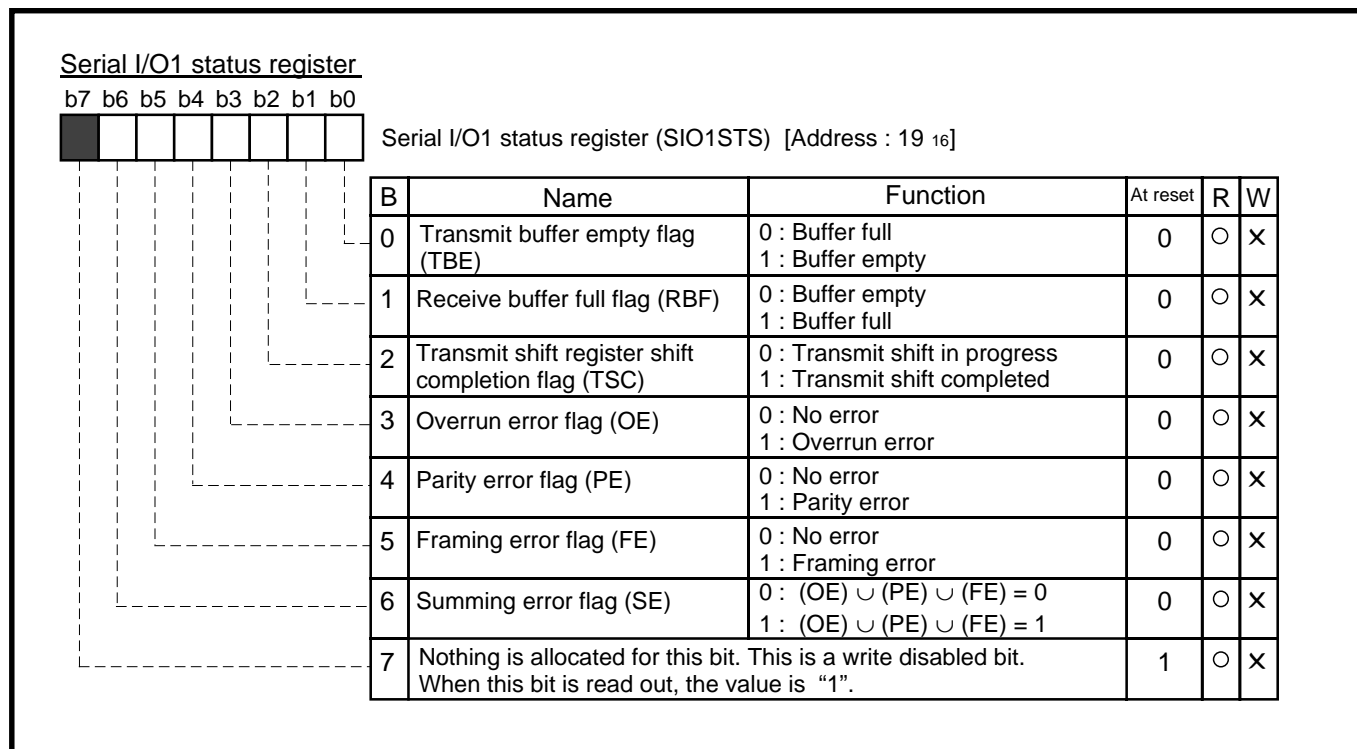 Serial I/O1 status register
b7 b6 b5 b4 b3 b2 b1 b0
Serial I/O1 status register (SIO1STS) [Address : 19 16]
B Name Function At reset R W
0 Transmit buffer empty flag (TBE) 0 : Buffer full 1 : Buffer empty 0 ○ ×
1 Receive buffer full flag (RBF) 0 : Buffer empty 1 : Buffer full 0 ○ ×
2 Transmit shift register shift completion flag (TSC) 0 : Transmit shift in progress 1 : Transmit shift completed 0 ○ ×
3 Overrun error flag (OE) 0 : No error 1 : Overrun error 0 ○ ×
4 Parity error flag (PE) 0 : No error 1 : Parity error 0 ○ ×
5 Framing error flag (FE) 0 : No error 1 : Framing error 0 ○ ×
6 Summing error flag (SE) 0 : (OE) ∪ (PE) ∪ (FE) = 0 1 : (OE) ∪ (PE) ∪ (FE) = 1 0 ○ ×
7 Nothing is allocated for this bit. This is a write disabled bit. When this bit is read out, the value is “1”. 1 ○ ×